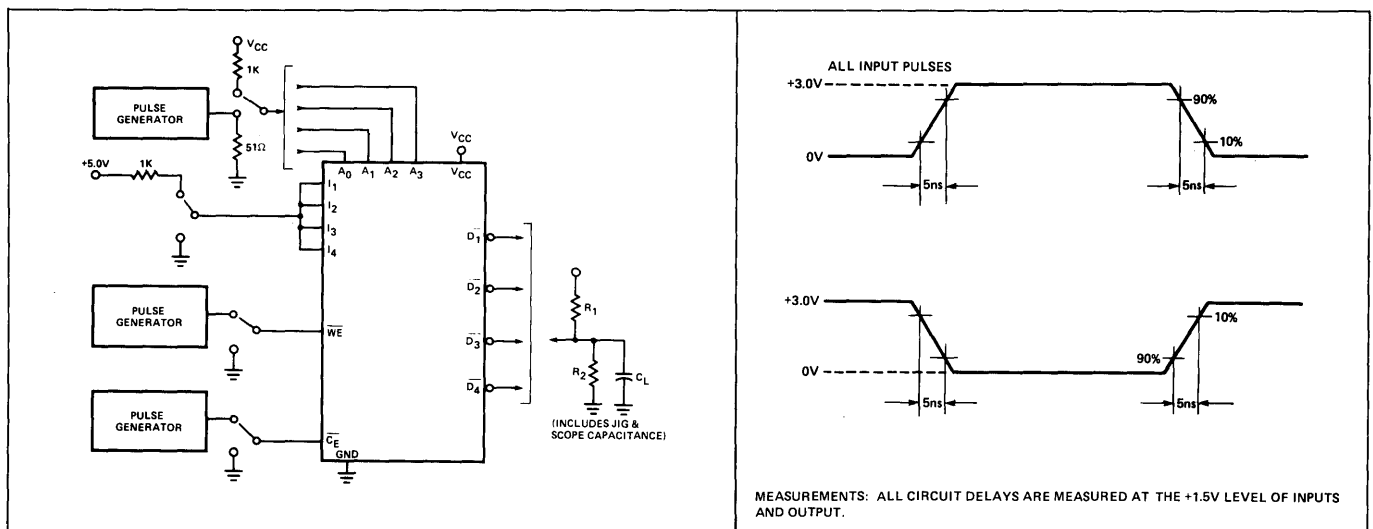 VCC
1K
PULSE
GENERATOR
51Ω
+5.0V
1K
VCC
A0 A1 A2 A3 VCC
I1
I2
I3
I4
D1
D2
D3
D4
R1
R2
CL
(INCLUDES JIG &
SCOPE CAPACITANCE)
PULSE
GENERATOR
WE
PULSE
GENERATOR
CE
GND
ALL INPUT PULSES
+3.0V
90%
10%
0V
5ns
5ns
+3.0V
10%
90%
0V
5ns
5ns
MEASUREMENTS: ALL CIRCUIT DELAYS ARE MEASURED AT THE +1.5V LEVEL OF INPUTS
AND OUTPUT.